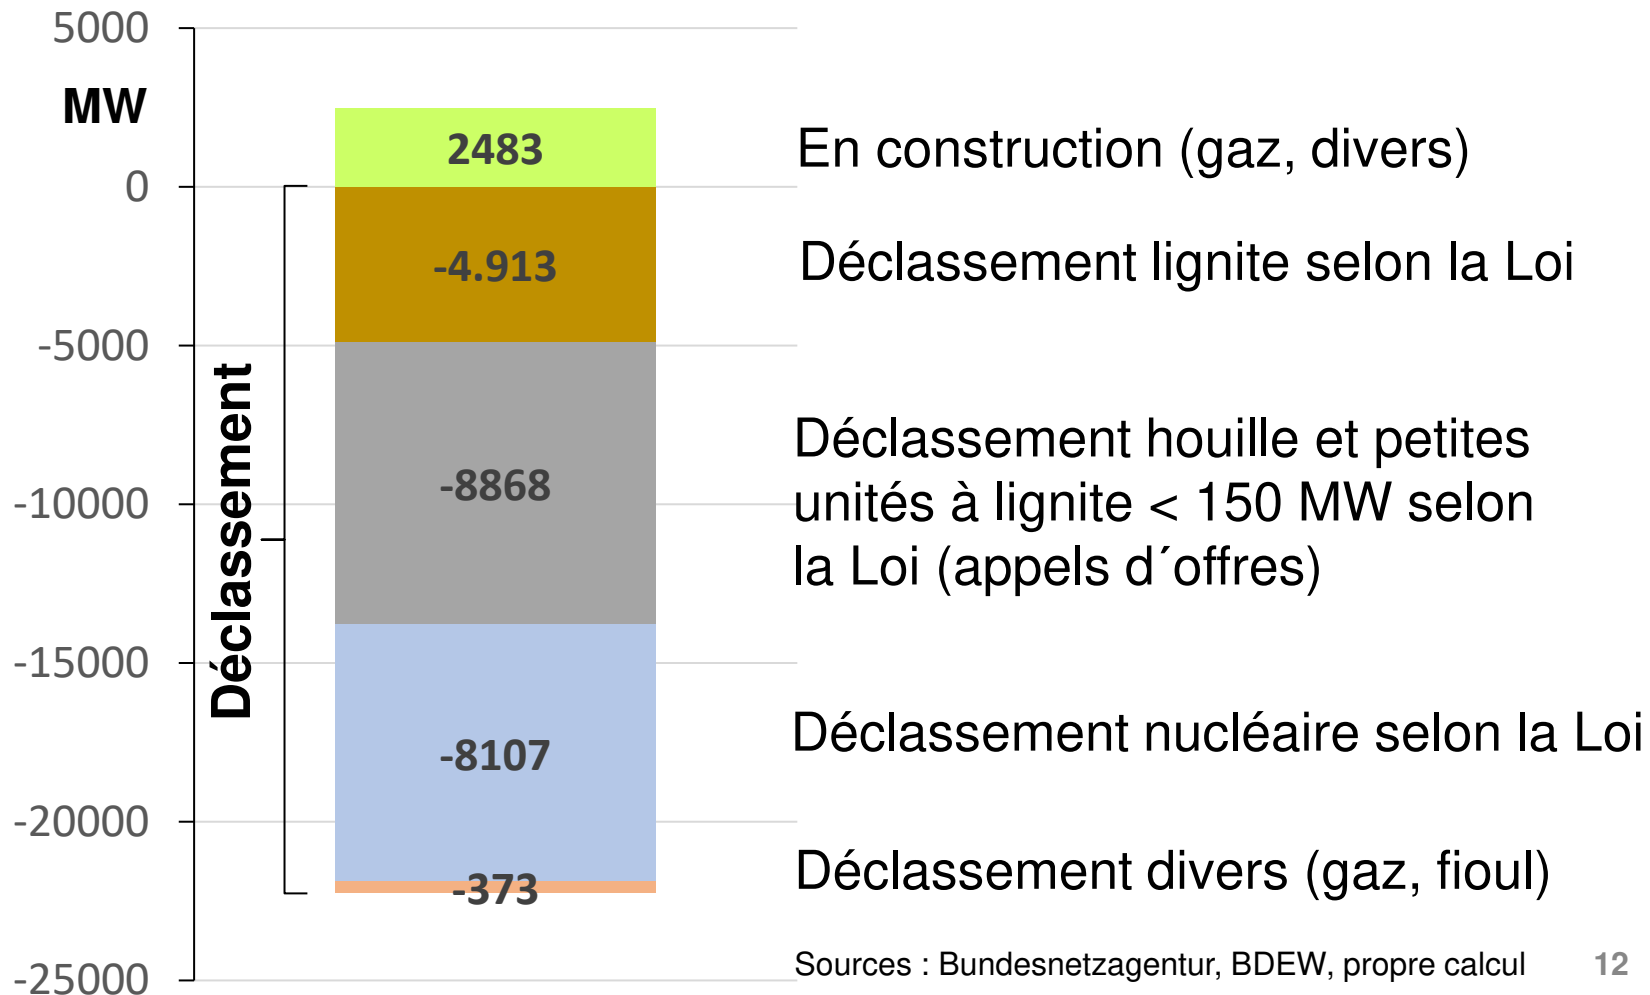 5000
MW
0
-5000
-10000
-15000
-20000
-25000
Déclassement
2483
-4.913
-8868
-8107
-373
En construction (gaz, divers)
Déclassement lignite selon la Loi
Déclassement houille et petites
unités à lignite < 150 MW selon
la Loi (appels d´offres)
Déclassement nucléaire selon la Loi
Déclassement divers (gaz, fioul)
Sources : Bundesnetzagentur, BDEW, propre calcul
12